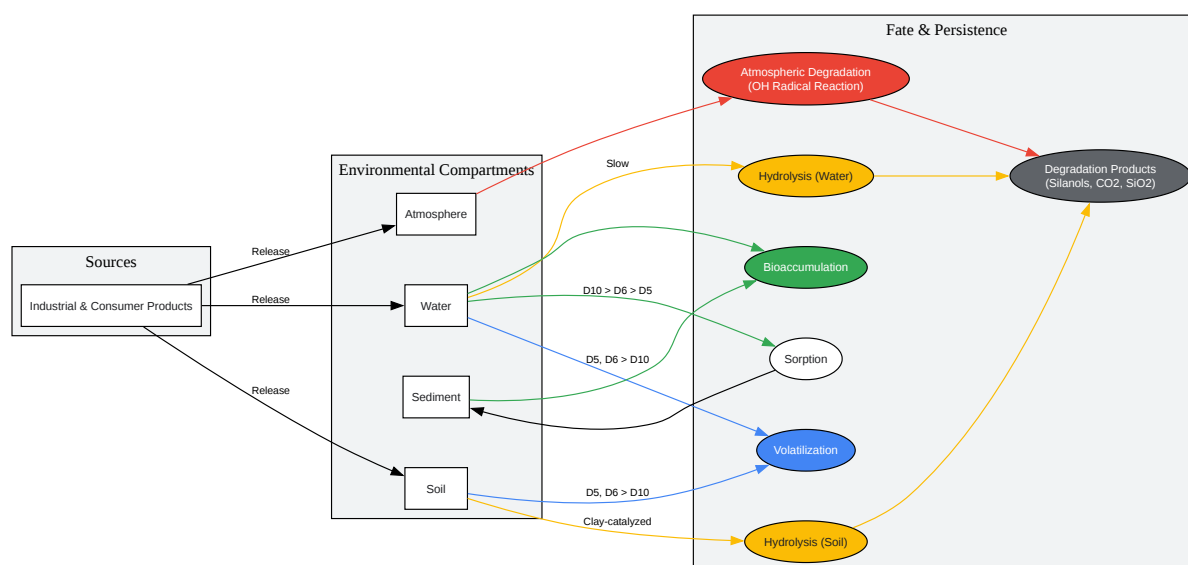 Fate & Persistence
Atmospheric Degradation
(OH Radical Reaction)
Slow
Environmental Compartments
Hydrolysis (Water)
Degradation Products
(Silanols, CO2, SiO2)
Atmosphere
Release
Sources
Bioaccumulation
Industrial & Consumer Products
Release
Water
D10 > D6 > D5
D5, D6 > D10
Sorption
Release
Sediment
Volatilization
Soil
D5, D6 > D10
Clay-catalyzed
Hydrolysis (Soil)